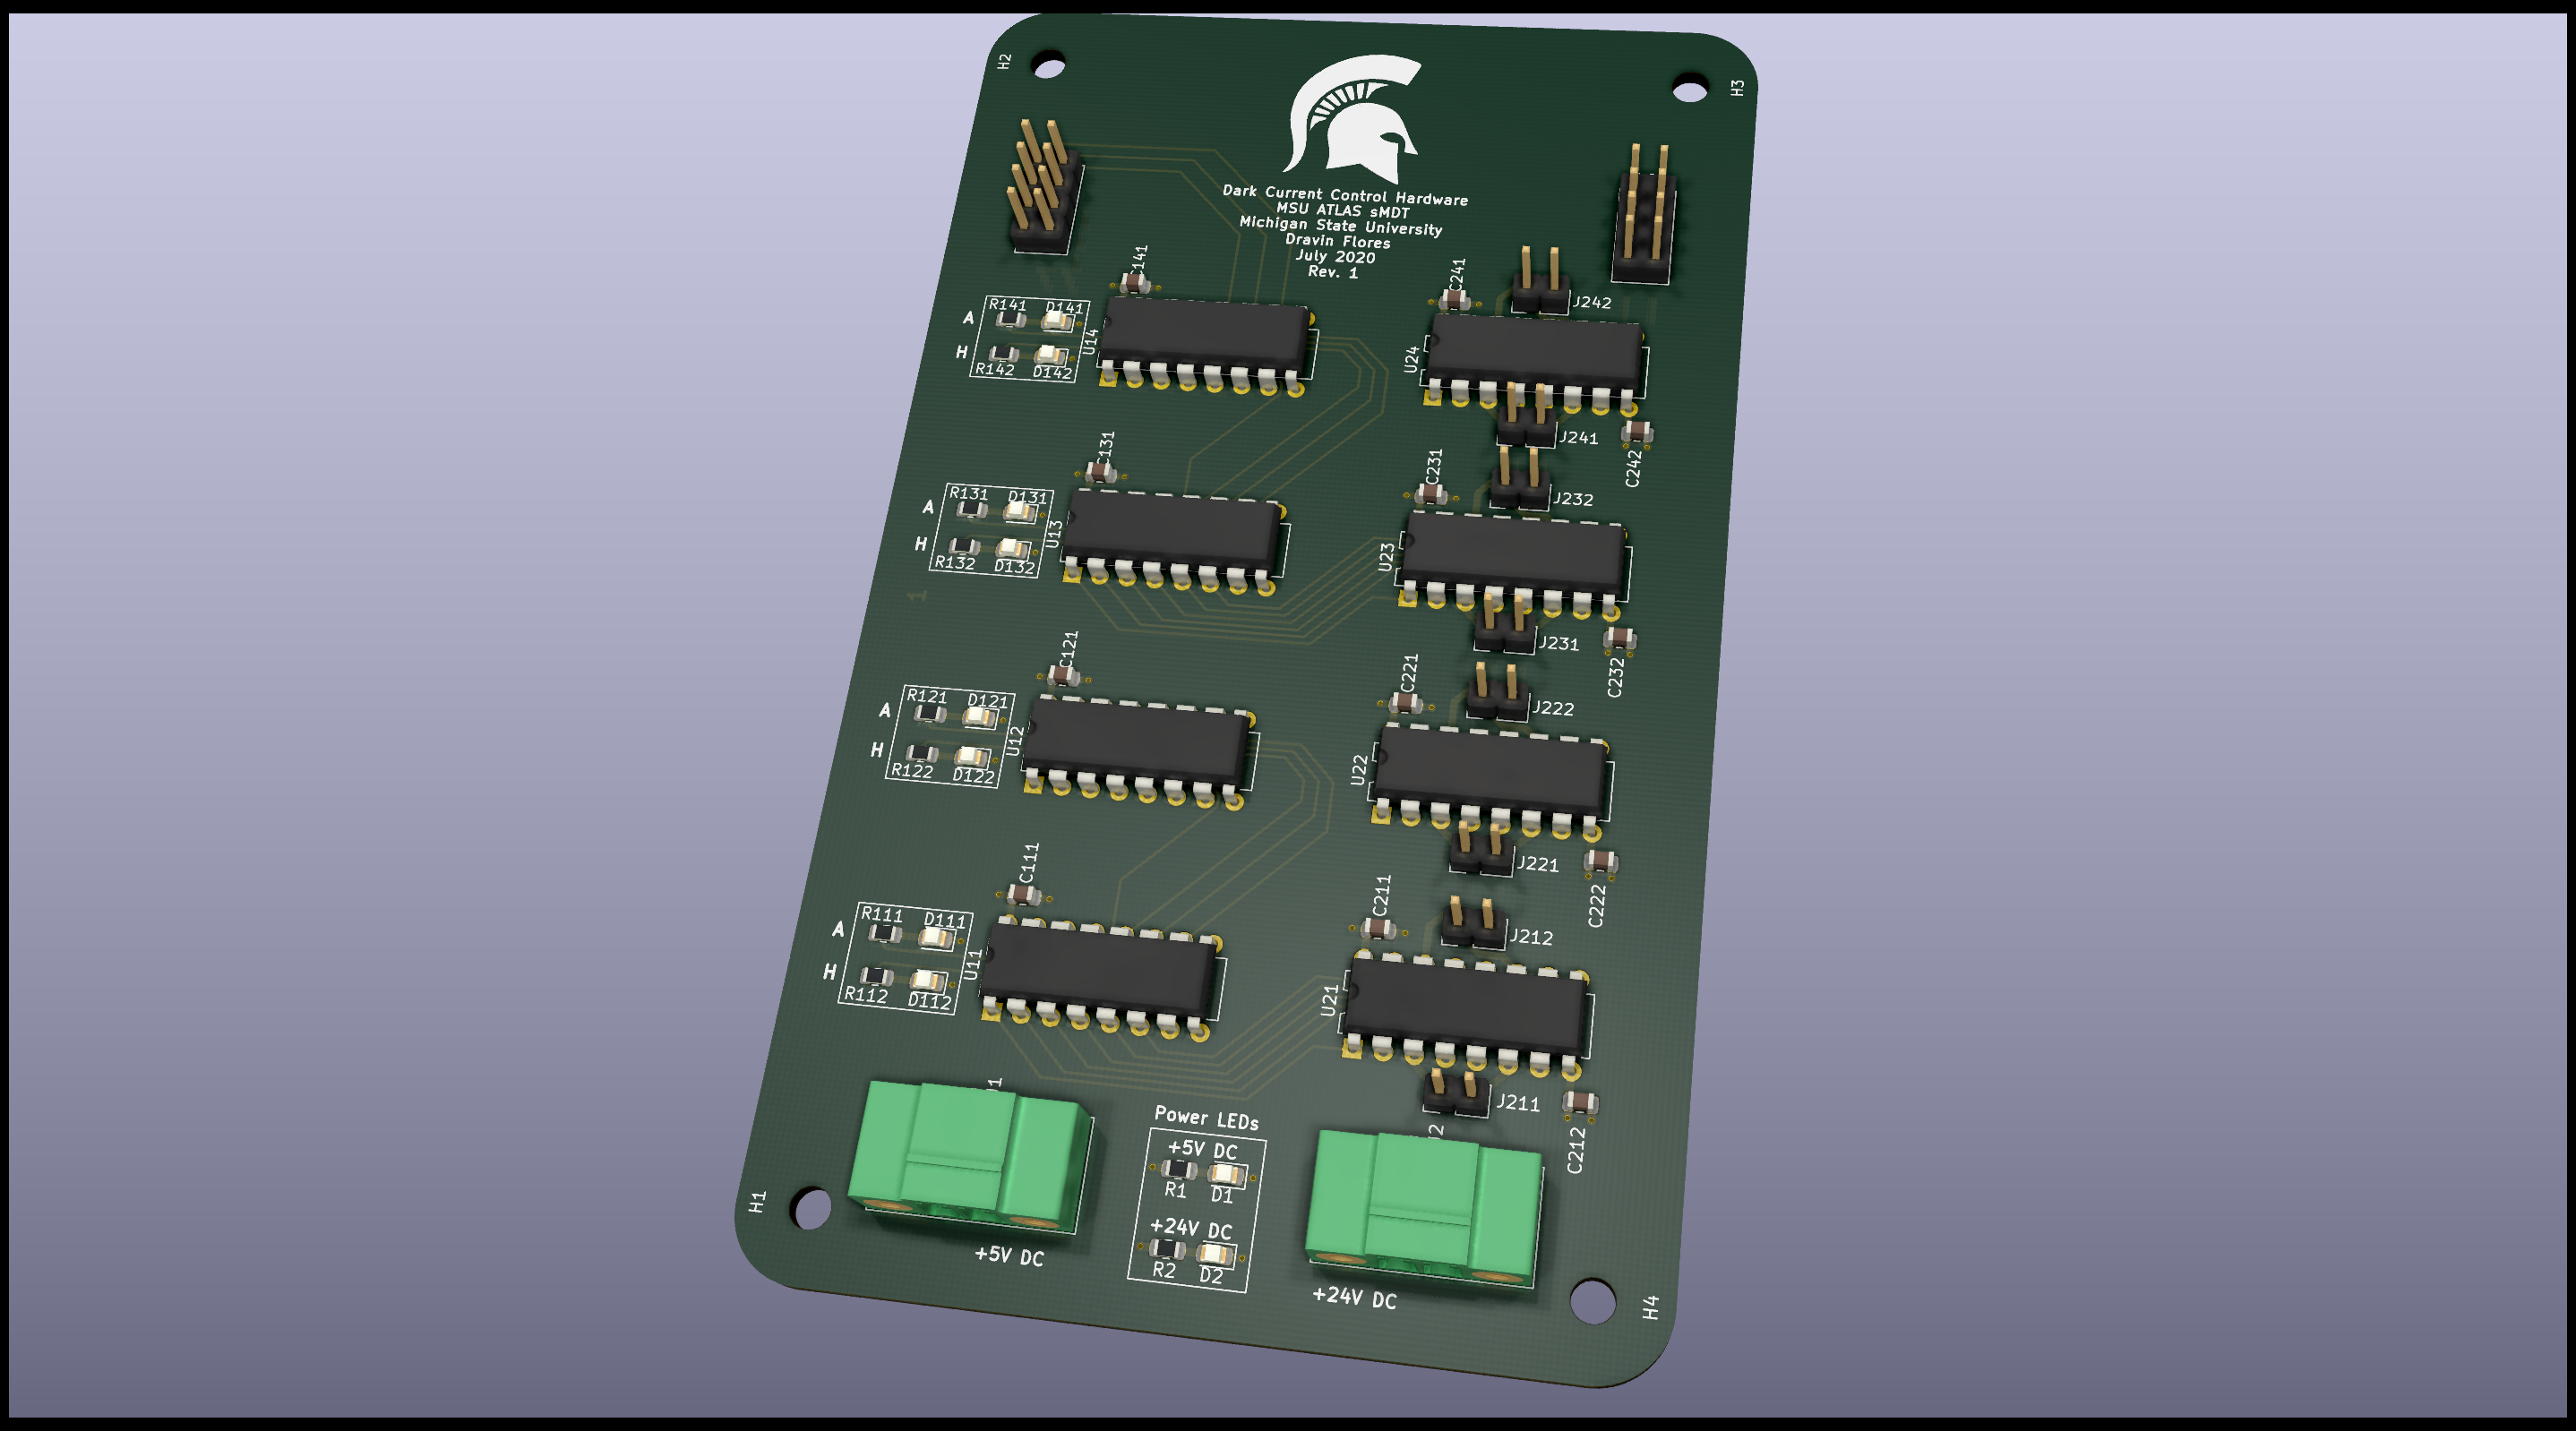 H2
H3
Dark Current Control Hardware
MSU ATLAS sMDT
Michigan State University
Dravin Flores
July 2020
Rev. 1
C141
C241
J242
R141
D141
A
H
R142
D142
U14
U24
J241
C242
C131
C231
J232
R131
D131
A
H
R132
D132
U13
U23
J231
C232
1
C121
C221
J222
R121
D121
A
H
R122
D122
U12
U22
J221
C222
C111
C211
J212
R111
D111
A
H
R112
D112
U11
U21
J211
C212
Power LEDs
+5V DC
R1
D1
+24V DC
R2
D2
H1
+5V DC
+24V DC
H4